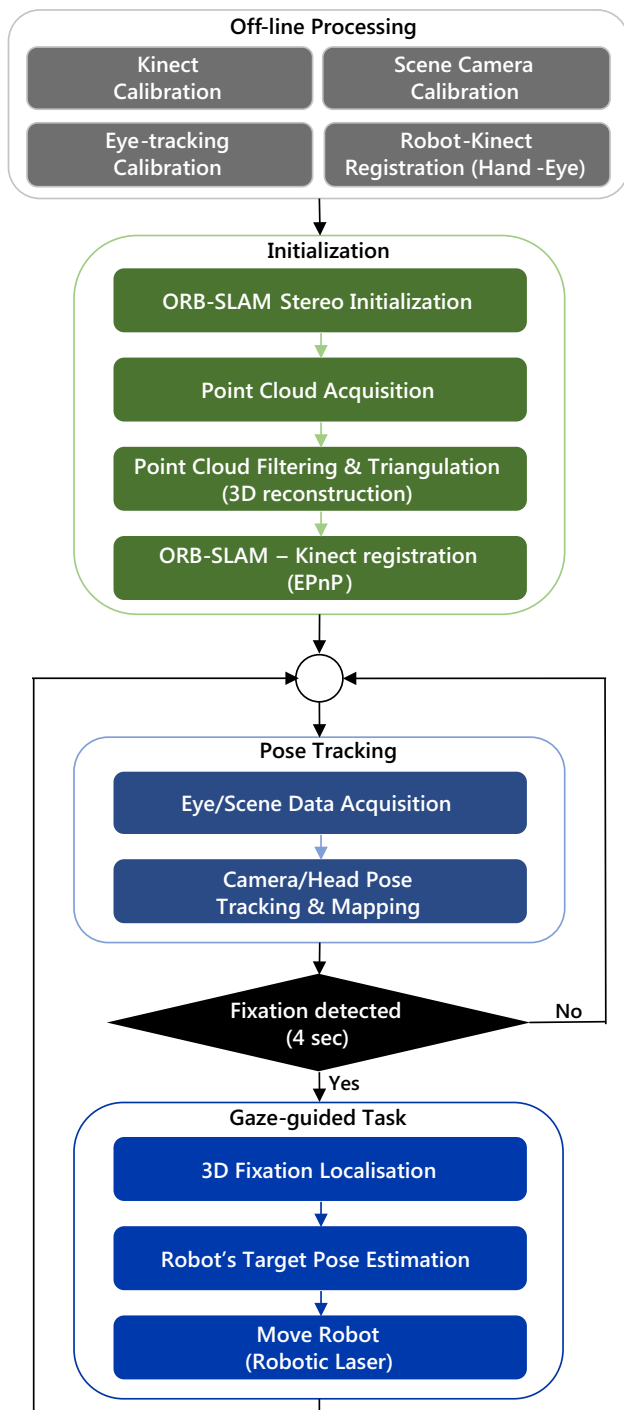 Off-line Processing
Kinect
Calibration
Scene Camera
Calibration
Eye-tracking
Calibration
Robot-Kinect
Registration (Hand -Eye)
Initialization
ORB-SLAM Stereo Initialization
Point Cloud Acquisition
Point Cloud Filtering & Triangulation
(3D reconstruction)
ORB-SLAM – Kinect registration
(EPnP)
Pose Tracking
Eye/Scene Data Acquisition
Camera/Head Pose
Tracking & Mapping
Fixation detected
(4 sec)
No
Yes
Gaze-guided Task
3D Fixation Localisation
Robot's Target Pose Estimation
Move Robot
(Robotic Laser)